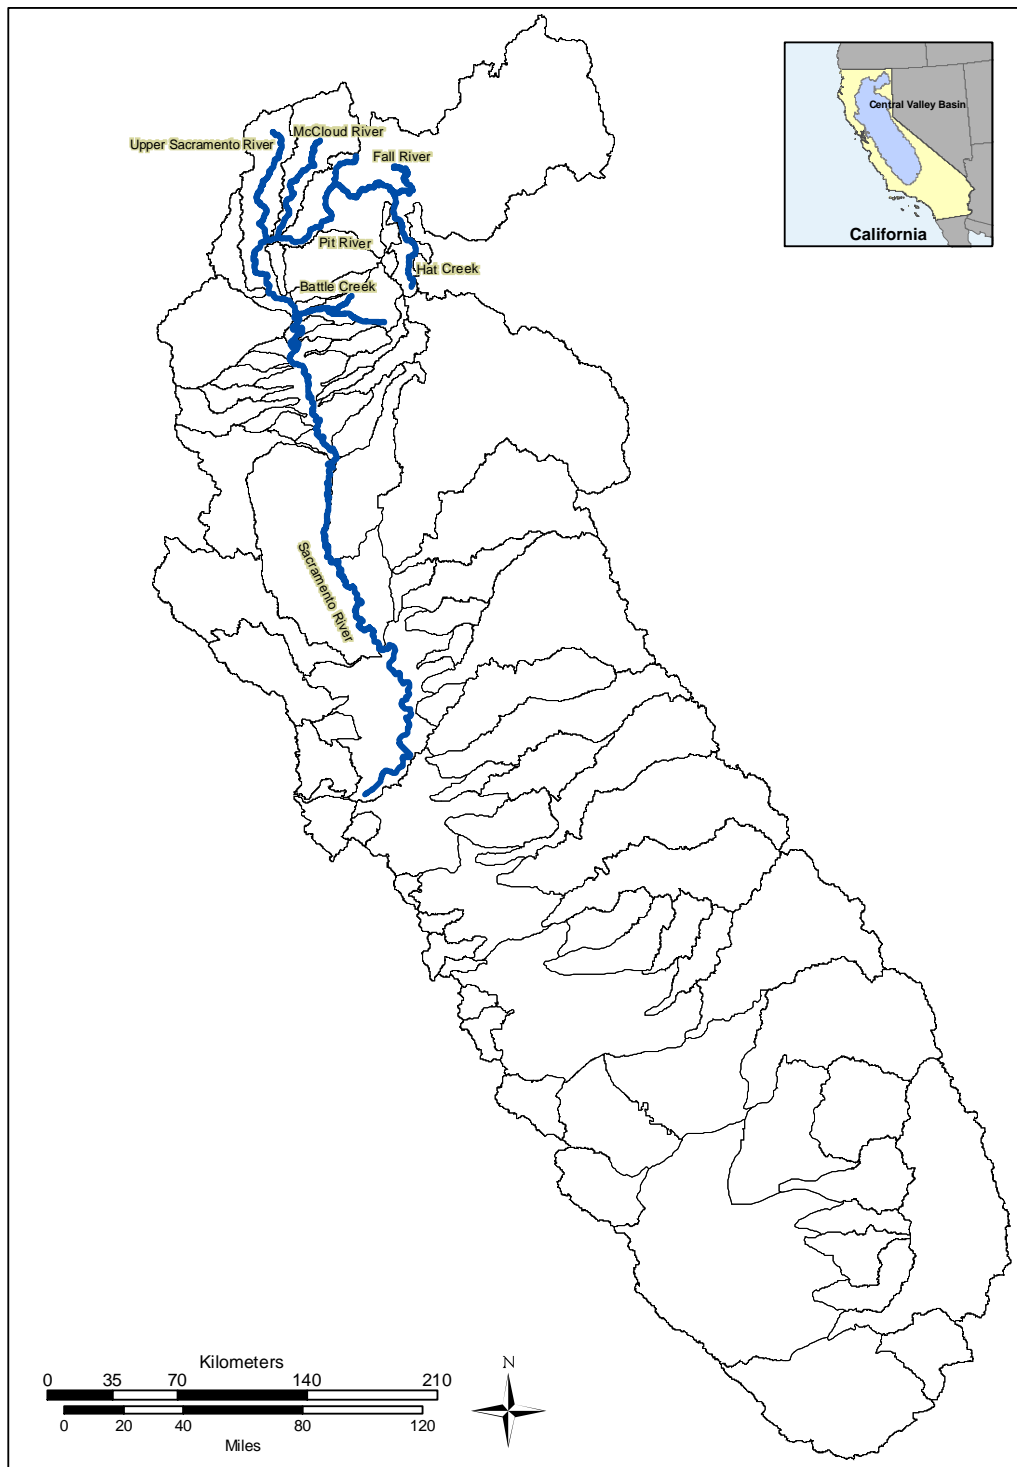 Central Valley Basin
California
McCloud River
Upper Sacramento River
Fall River
Pit River
Hat Creek
Battle Creek
Sacramento River
Kilometers
0 35 70 140 210
0 20 40 80 120
Miles
N